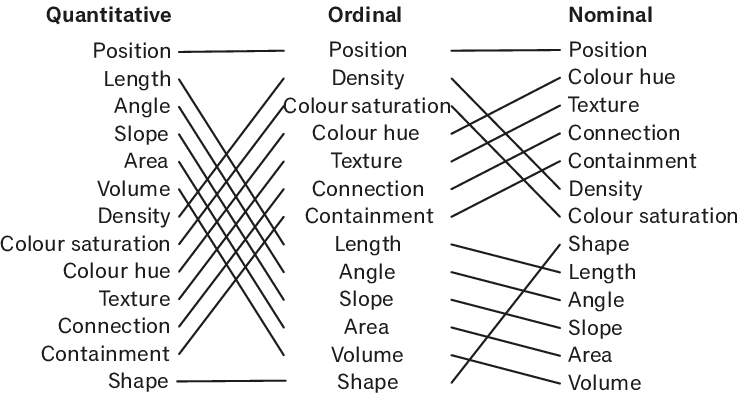 Quantitative Ordinal Nominal
Position Position Position
Length Density Colour hue
Angle Colour saturation Texture
Slope Colour hue Connection
Area Texture Containment
Volume Connection Density
Density Containment Colour saturation
Colour saturation Length Shape
Colour hue Angle Length
Texture Slope Angle
Connection Area Slope
Containment Volume Area
Shape Shape Volume